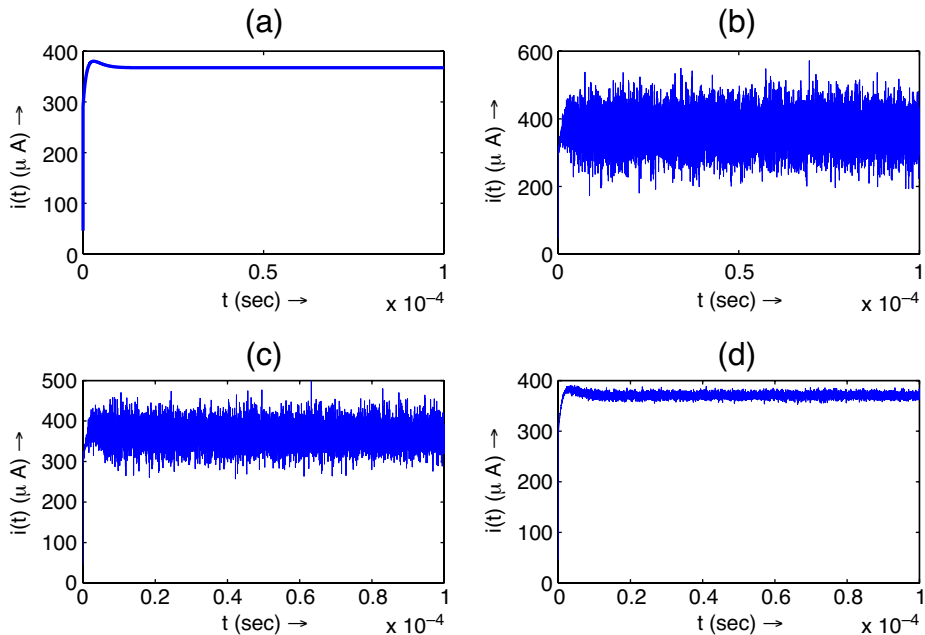 (a)
400
300
200
100
0
i(t) (μ A) →
0
0.5
1
t (sec) →
x 10⁻⁴
(b)
600
400
200
0
i(t) (μ A) →
0
0.5
1
t (sec) →
x 10⁻⁴
(c)
500
400
300
200
100
0
i(t) (μ A) →
0
0.2
0.4
0.6
0.8
1
t (sec) →
x 10⁻⁴
(d)
400
300
200
100
0
i(t) (μ A) →
0
0.2
0.4
0.6
0.8
1
t (sec) →
x 10⁻⁴